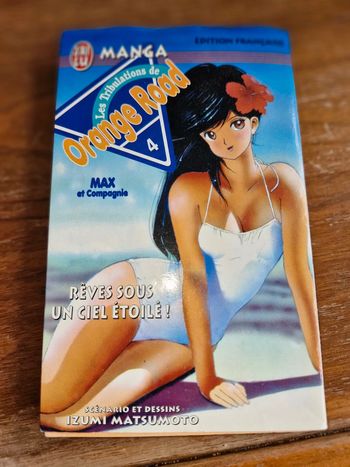 J'ai lu
MANGA
EDITION FRANÇAISE
Les Tribulations de
Orange Road
4
MAX
et Compagnie
RÊVES SOUS
UN CIEL ÉTOILÉ !
SCÉNARIO ET DESSINS
IZUMI MATSUMOTO